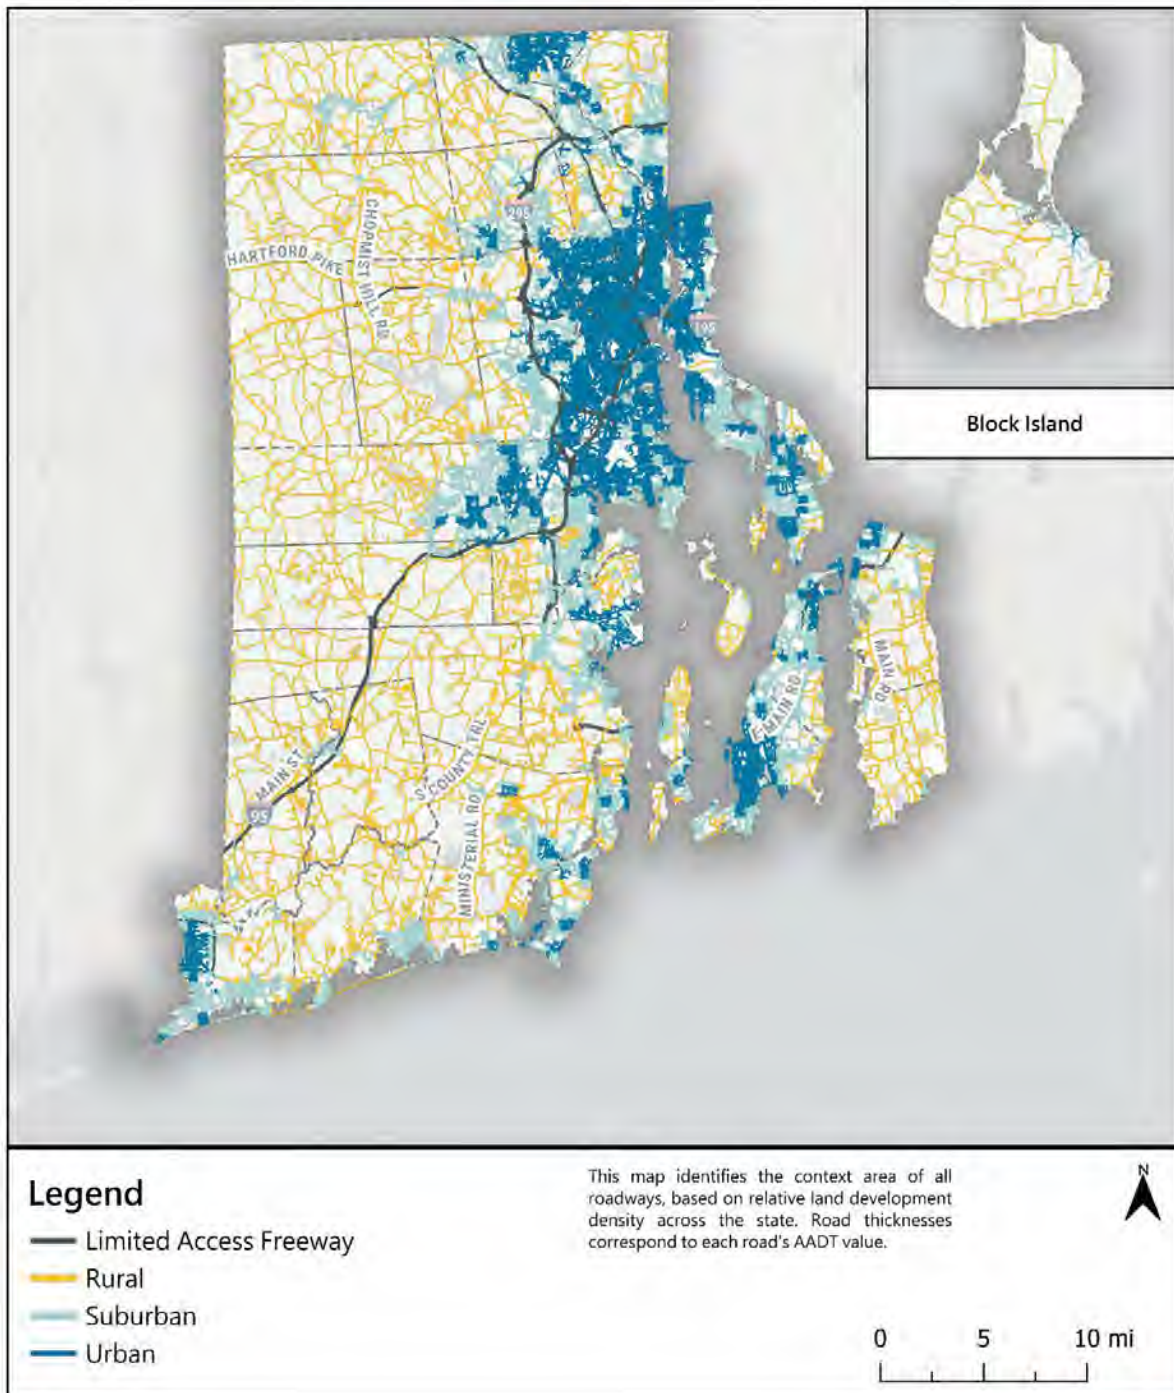 295
HARTFORD PIKE
CHOPMIST HILL RD
195
Block Island
MAIN RD
E MAIN RD
S COUNTY TRL
MAIN ST
95
MINISTERIAL RD
Legend
Limited Access Freeway
Rural
Suburban
Urban
This map identifies the context area of all
roadways, based on relative land development
density across the state. Road thicknesses
correspond to each road's AADT value.
N
0 5 10 mi